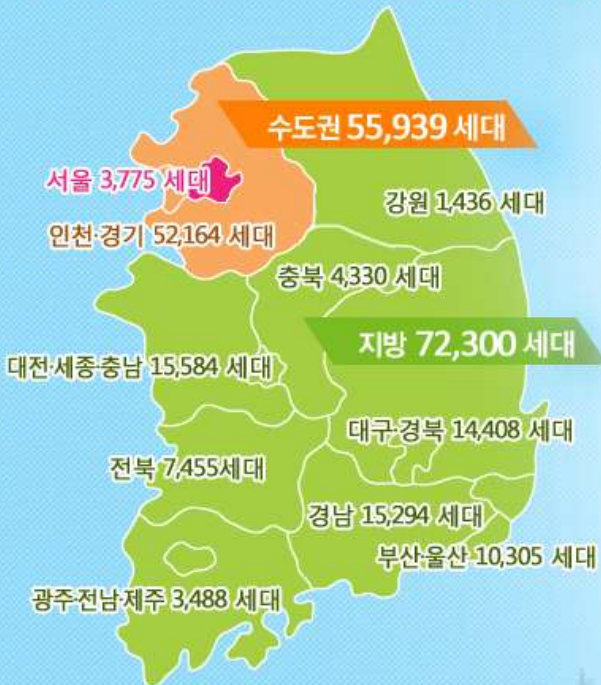 수도권 55,939 세대
서울 3,775 세대
강원 1,436 세대
인천·경기 52,164 세대
충북 4,330 세대
지방 72,300 세대
대전·세종·충남 15,584 세대
대구·경북 14,408 세대
전북 7,455세대
경남 15,294 세대
부산·울산 10,305 세대
광주·전남·제주 3,488 세대